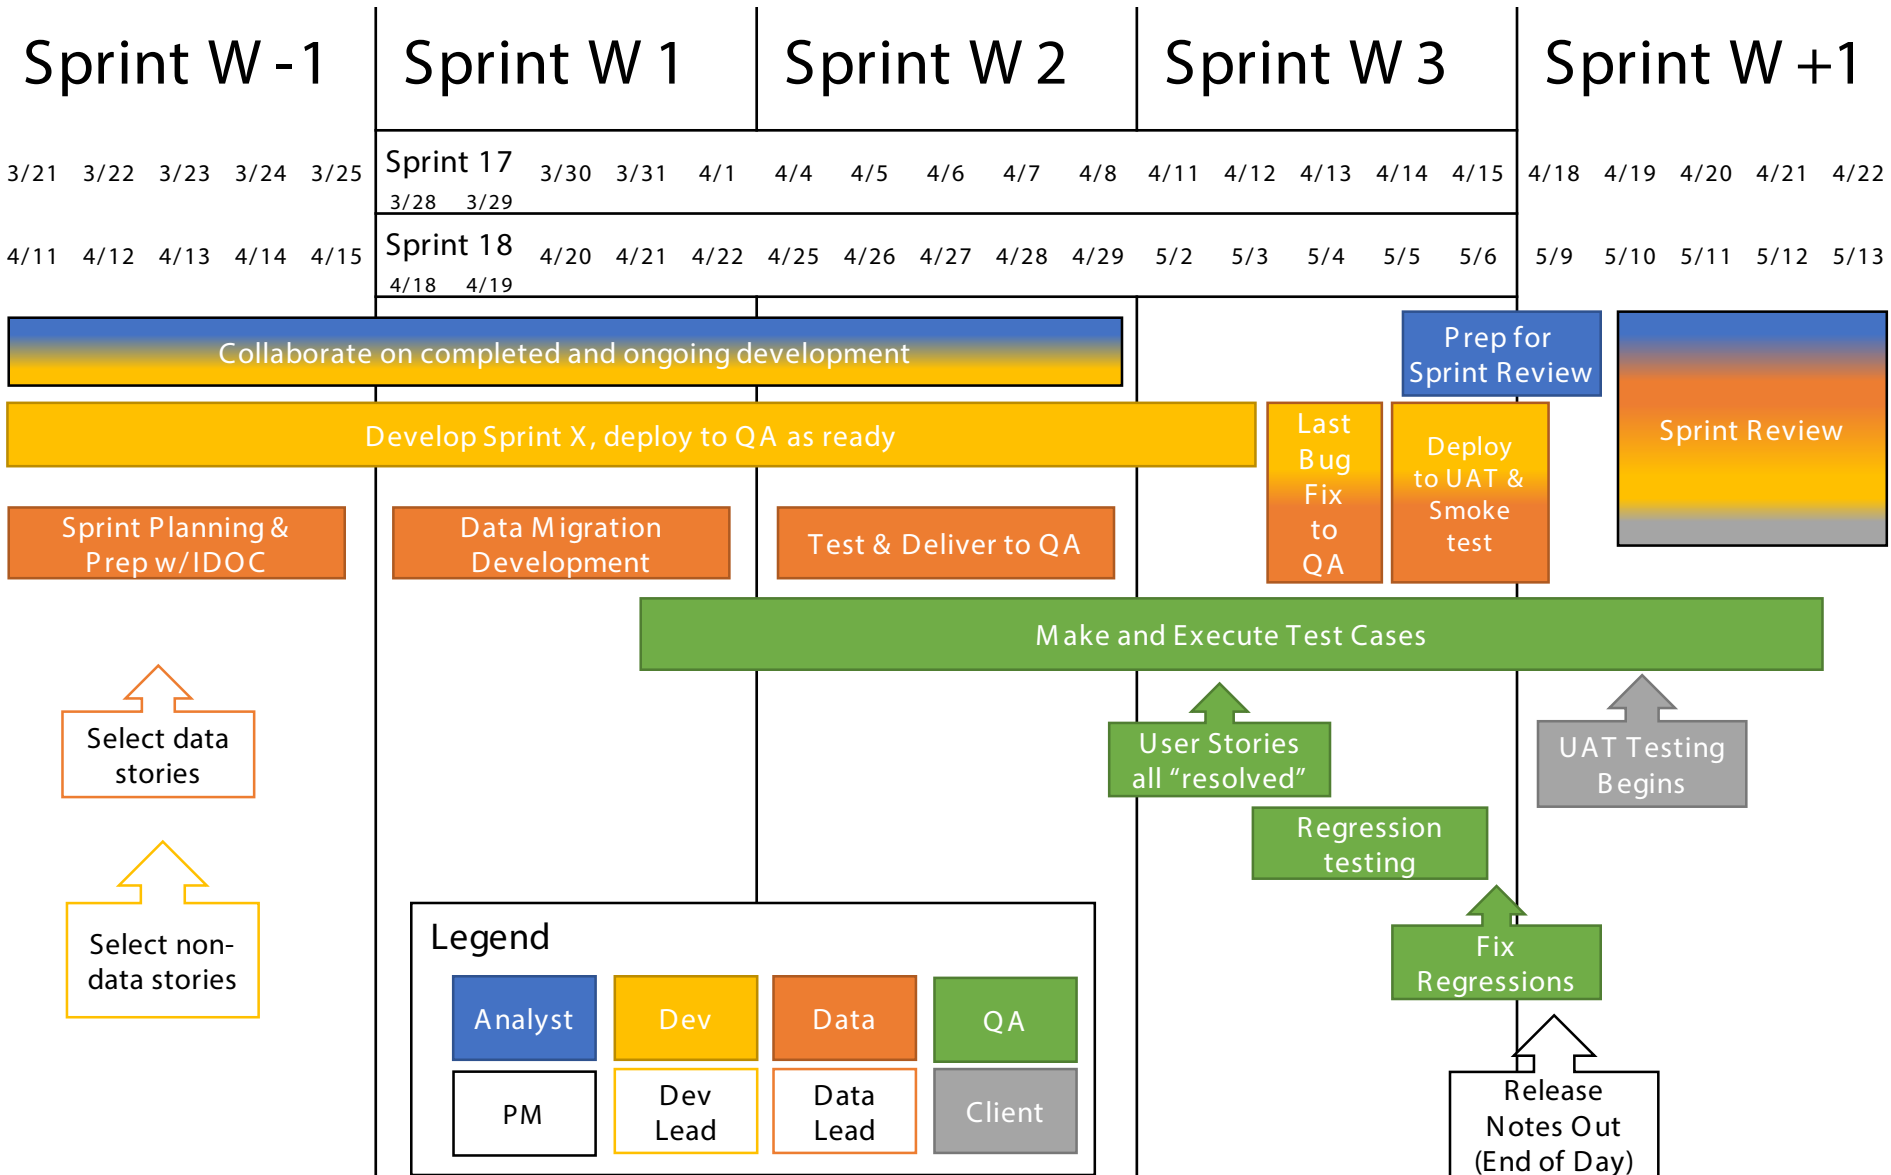 Sprint W -1
Sprint W 1
Sprint W 2
Sprint W 3
Sprint W +1
3/21 3/22 3/23 3/24 3/25
Sprint 17
3/28 3/29
3/30 3/31 4/1 4/4 4/5 4/6 4/7 4/8 4/11 4/12 4/13 4/14 4/15 4/18 4/19 4/20 4/21 4/22
4/11 4/12 4/13 4/14 4/15
Sprint 18
4/18 4/19
4/20 4/21 4/22 4/25 4/26 4/27 4/28 4/29 5/2 5/3 5/4 5/5 5/6 5/9 5/10 5/11 5/12 5/13
Collaborate on completed and ongoing development
Prep for
Sprint Review
Sprint Review
Develop Sprint X, deploy to QA as ready
Last
Bug
Fix
to
QA
Deploy
to UAT &
Smoke
test
Sprint Planning &
Prep w/IDOC
Data Migration
Development
Test & Deliver to QA
Make and Execute Test Cases
Select data
stories
User Stories
all “resolved”
UAT Testing
Begins
Regression
testing
Select non-
data stories
Fix
Regressions
Release
Notes Out
(End of Day)
Legend
Analyst
Dev
Data
QA
PM
Dev
Lead
Data
Lead
Client